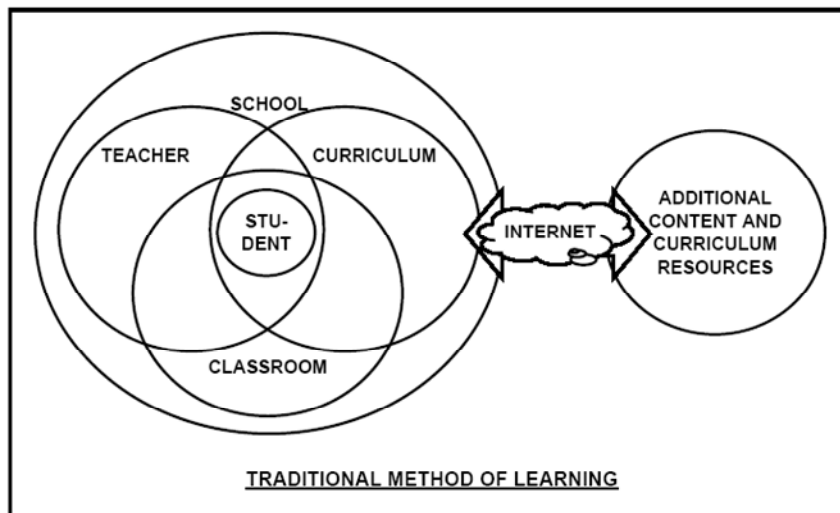 SCHOOL
TEACHER
CURRICULUM
STU-
DENT
CLASSROOM
INTERNET
ADDITIONAL
CONTENT AND
CURRICULUM
RESOURCES
TRADITIONAL METHOD OF LEARNING